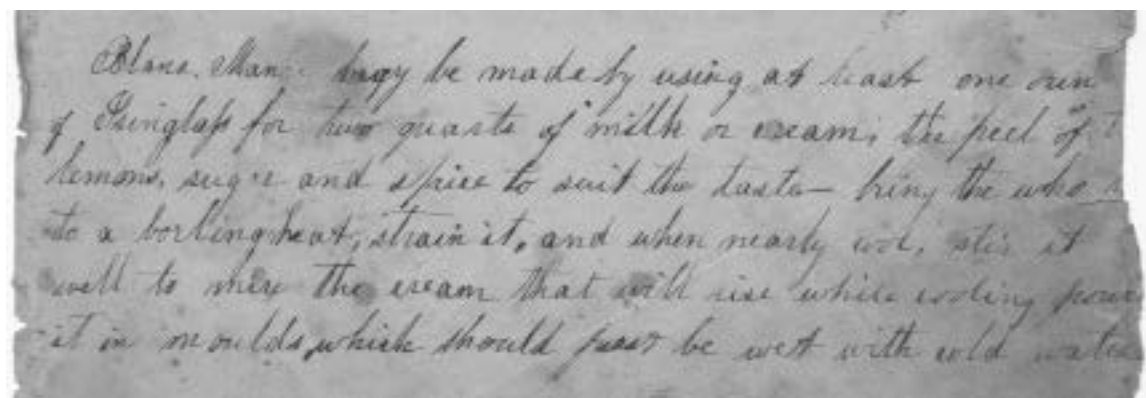 Blanc, Mange may be made by using at least one oun
of Isinglass for two quarts of milk or cream, the peel of
lemons, sugar and spice to suit the taste— bring the who
to a boiling heat, strain it, and when nearly cool, stir it
well to mix the cream that will rise while cooling pour
it in moulds, which should first be wet with cold water